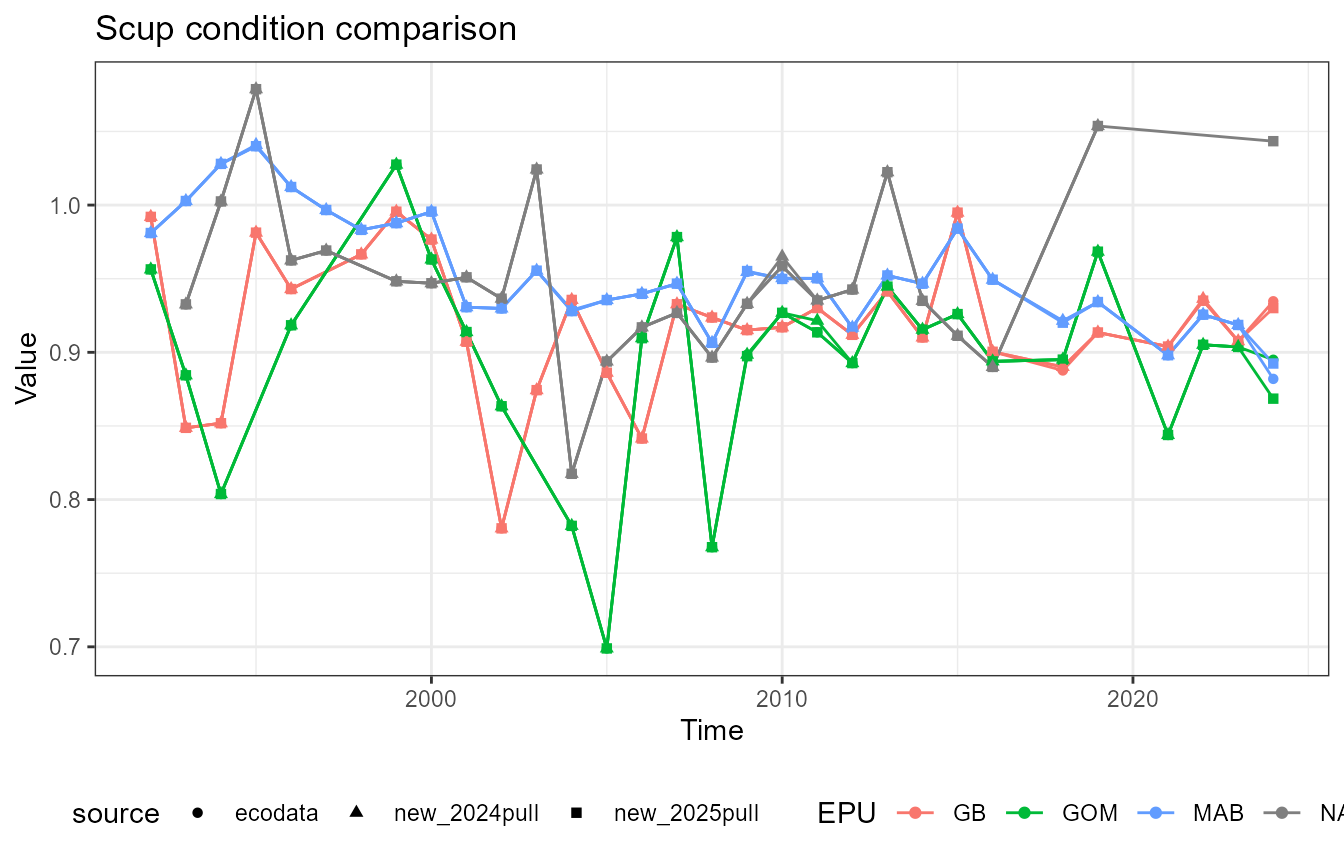 Scup condition comparison
1.0
0.9
0.8
0.7
Value
2000 2010 2020
Time
source ecodata new_2024pull new_2025pull EPU GB GOM MAB NA